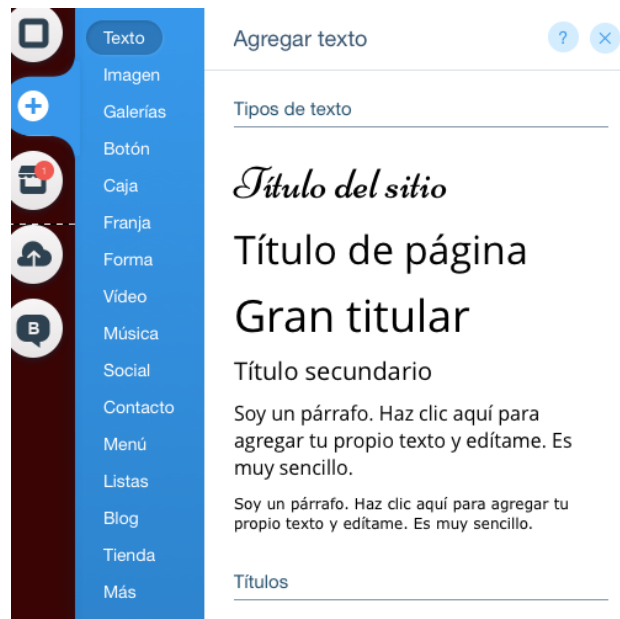 Texto
Imagen
Galerías
Botón
Caja
Franja
Forma
Vídeo
Música
Social
Contacto
Menú
Listas
Blog
Tienda
Más
1
B
Agregar texto
?
Tipos de texto
Título del sitio
Título de página
Gran titular
Título secundario
Soy un párrafo. Haz clic aquí para
agregar tu propio texto y edítame. Es
muy sencillo.
Soy un párrafo. Haz clic aquí para agregar tu
propio texto y edítame. Es muy sencillo.
Títulos